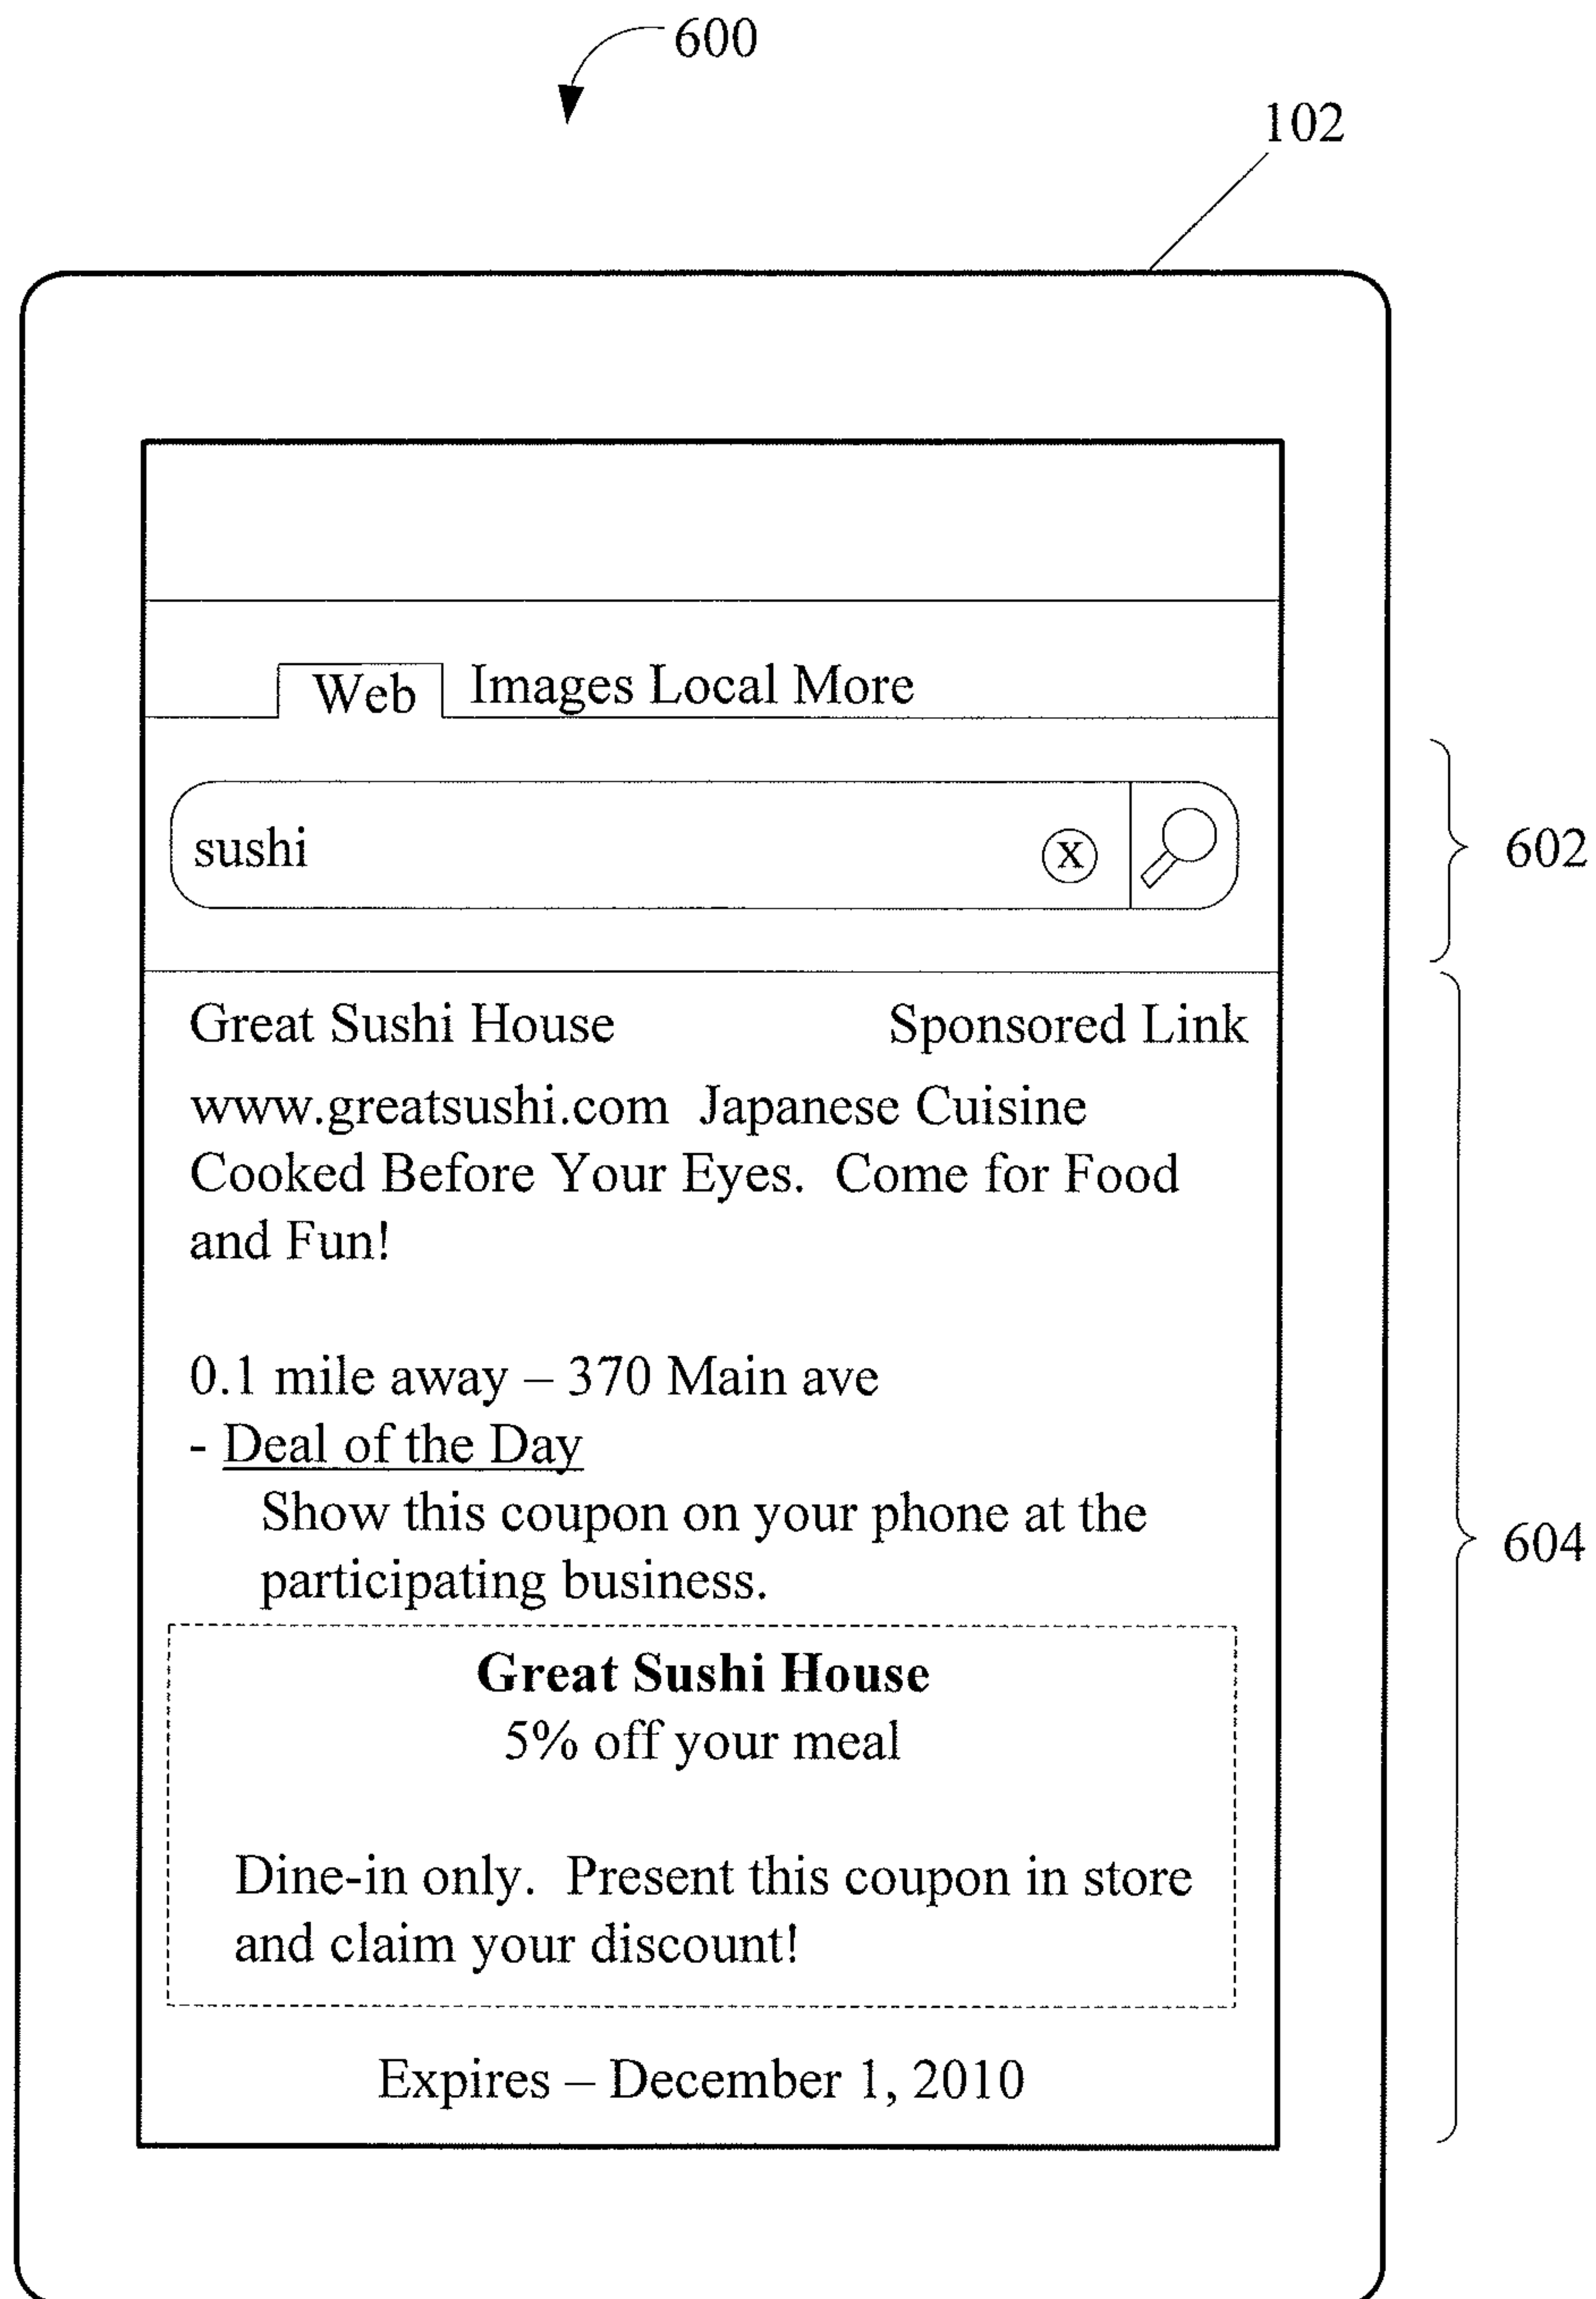 600
102
Web Images Local More
sushi X
602
Great Sushi House Sponsored Link
www.greatsushi.com Japanese Cuisine
Cooked Before Your Eyes. Come for Food
and Fun!
0.1 mile away – 370 Main ave
- Deal of the Day
Show this coupon on your phone at the
participating business.
604
Great Sushi House
5% off your meal
Dine-in only. Present this coupon in store
and claim your discount!
Expires – December 1, 2010